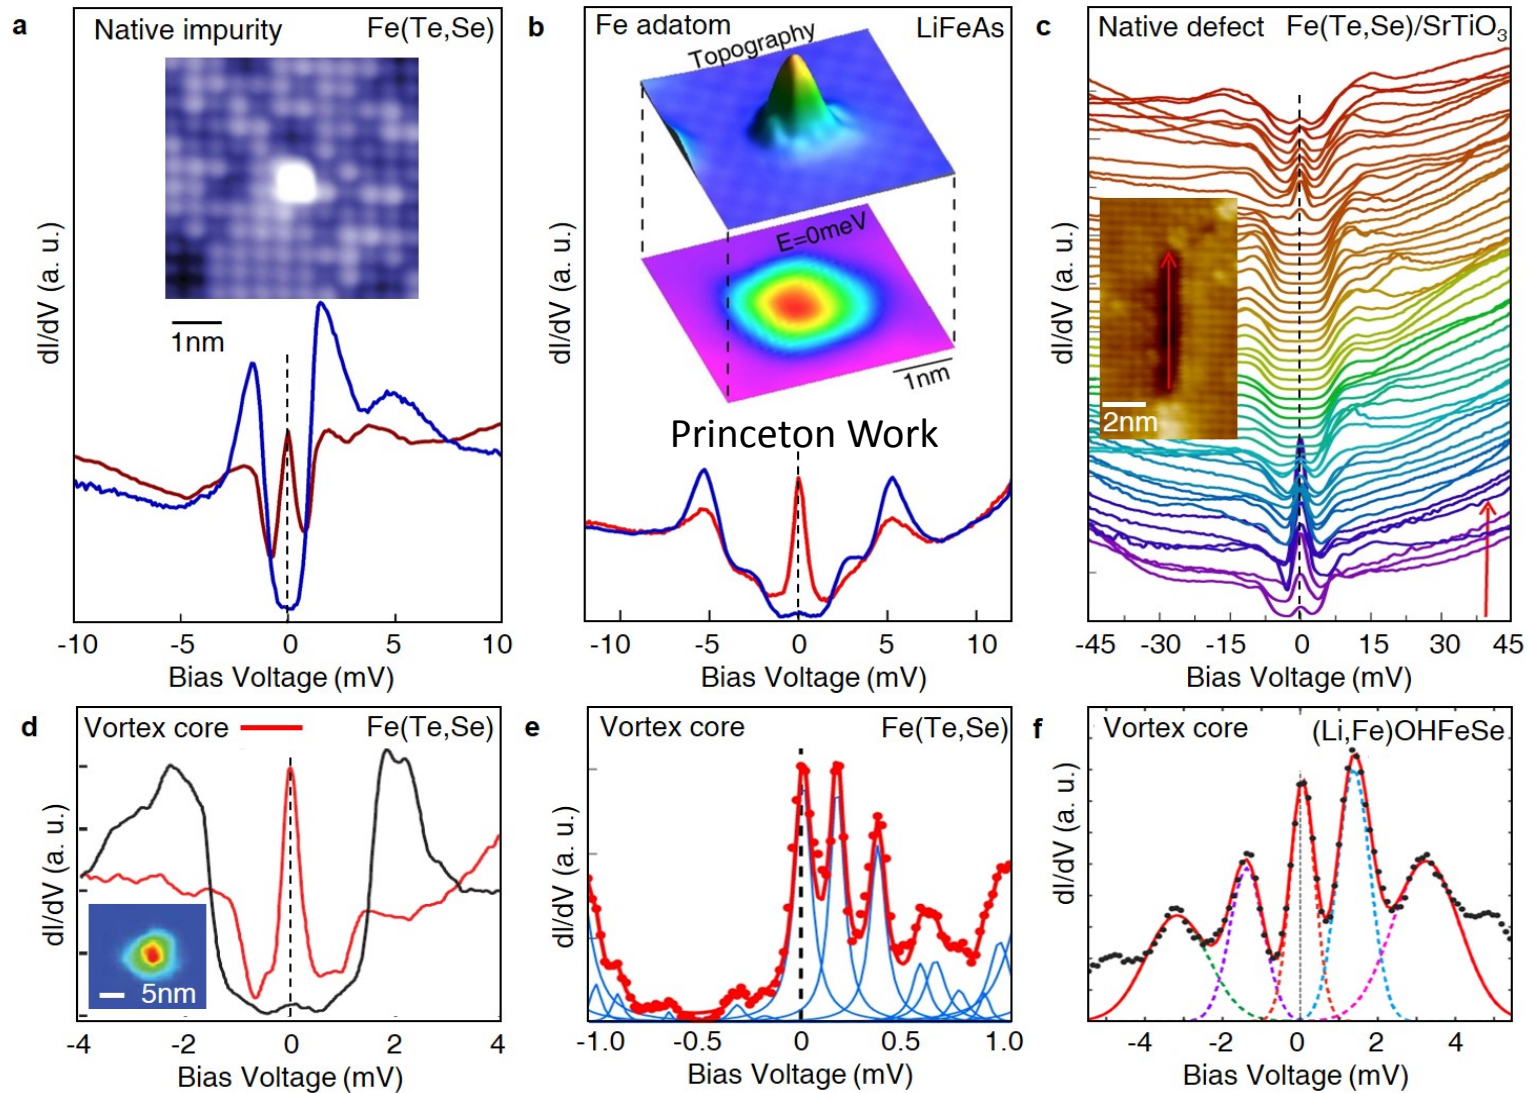 a
Native impurity
Fe(Te,Se)
1nm
dI/dV (a. u.)
-10
-5
0
5
10
Bias Voltage (mV)
b
Fe adatom
LiFeAs
Topography
E=0meV
1nm
Princeton Work
dI/dV (a. u.)
-10
-5
0
5
10
Bias Voltage (mV)
c
Native defect
Fe(Te,Se)/SrTiO₃
2nm
dI/dV (a. u.)
-45
-30
-15
0
15
30
45
Bias Voltage (mV)
d
Vortex core
Fe(Te,Se)
5nm
dI/dV (a. u.)
-4
-2
0
2
4
Bias Voltage (mV)
e
Vortex core
Fe(Te,Se)
dI/dV (a. u.)
-1.0
-0.5
0
0.5
1.0
Bias Voltage (mV)
f
Vortex core
(Li,Fe)OHFeSe
dI/dV (a. u.)
-4
-2
0
2
4
Bias Voltage (mV)